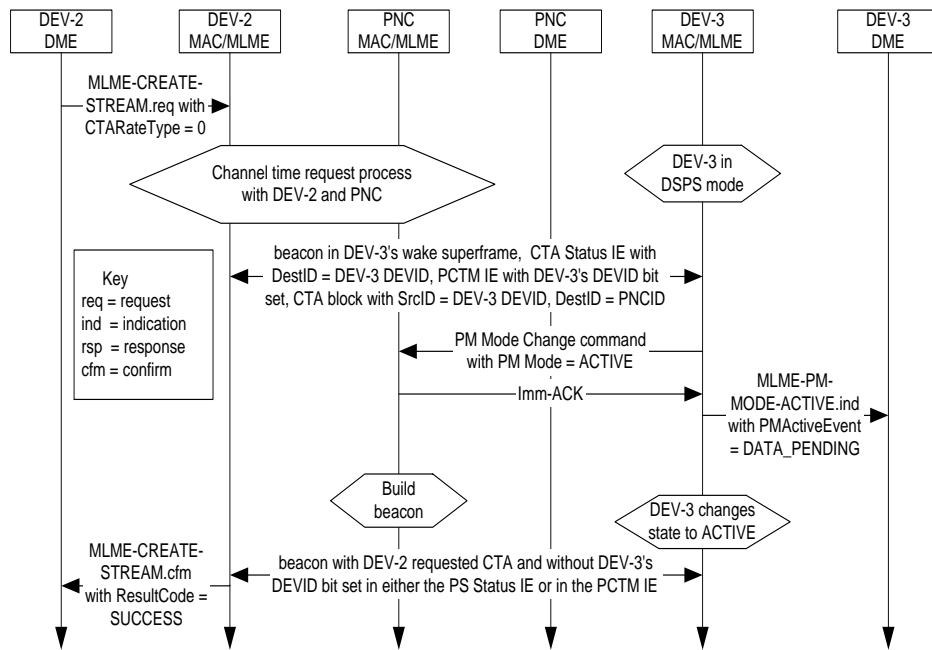 DEV-2
DME
DEV-2
MAC/MLME
PNC
MAC/MLME
PNC
DME
DEV-3
MAC/MLME
DEV-3
DME
MLME-CREATE-
STREAM.req with
CTARateType = 0
Channel time request process
with DEV-2 and PNC
DEV-3 in
DSPS mode
beacon in DEV-3's wake superframe, CTA Status IE with
DestID = DEV-3 DEVID, PCTM IE with DEV-3's DEVID bit
set, CTA block with SrcID = DEV-3 DEVID, DestID = PNCID
Key
req = request
ind = indication
rsp = response
cfm = confirm
PM Mode Change command
with PM Mode = ACTIVE
Imm-ACK
MLME-PM-
MODE-ACTIVE.ind
with PMActiveEvent
= DATA_PENDING
Build
beacon
DEV-3 changes
state to ACTIVE
MLME-CREATE-
STREAM.cfm
with ResultCode =
SUCCESS
beacon with DEV-2 requested CTA and without DEV-3's
DEVID bit set in either the PS Status IE or in the PCTM IE